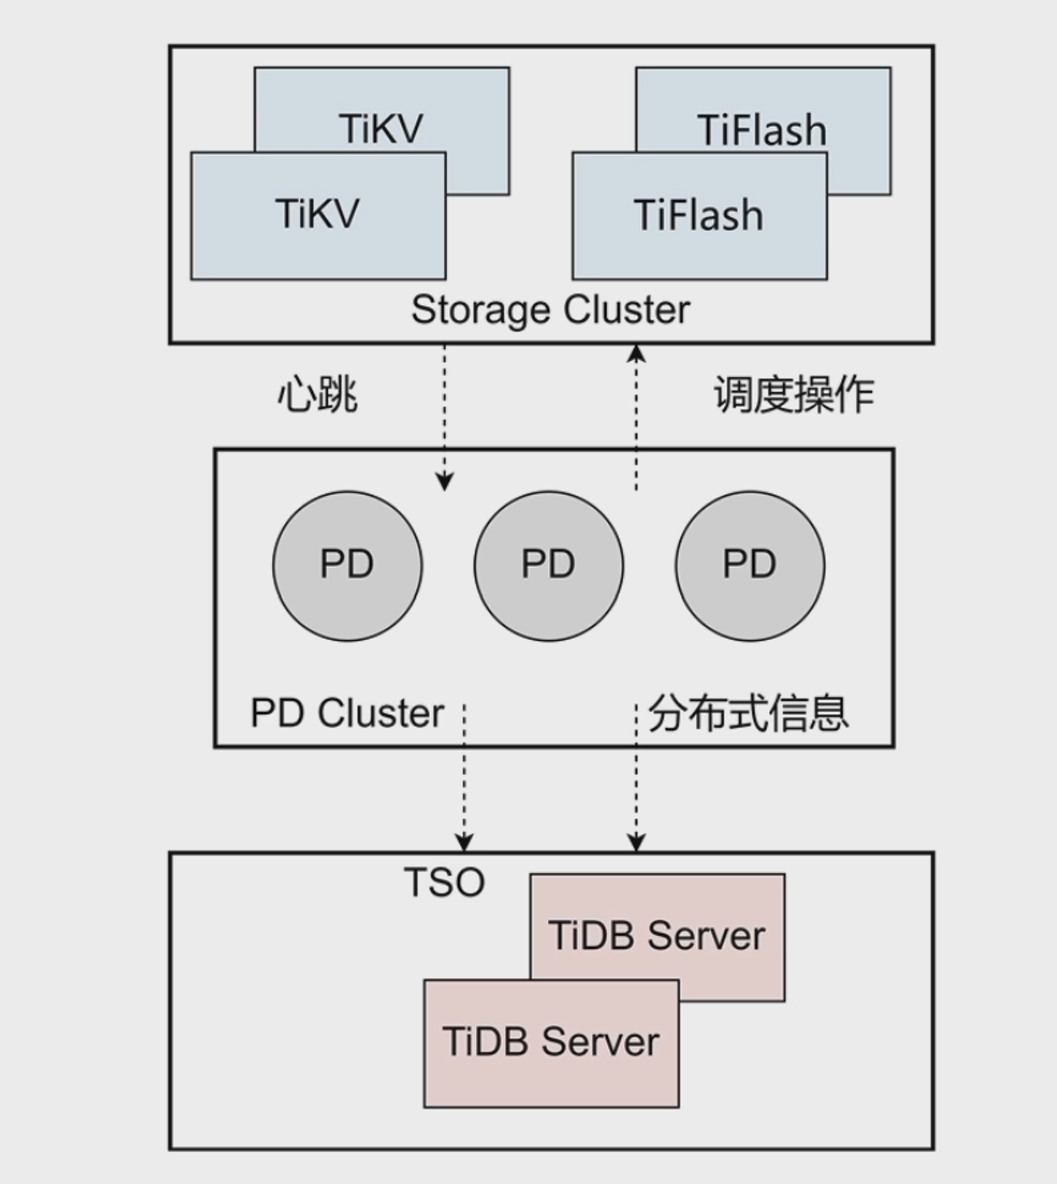 TiKV
TiFlash
TiKV
TiFlash
Storage Cluster
心跳
调度操作
PD
PD
PD
PD Cluster
分布式信息
TSO
TiDB Server
TiDB Server